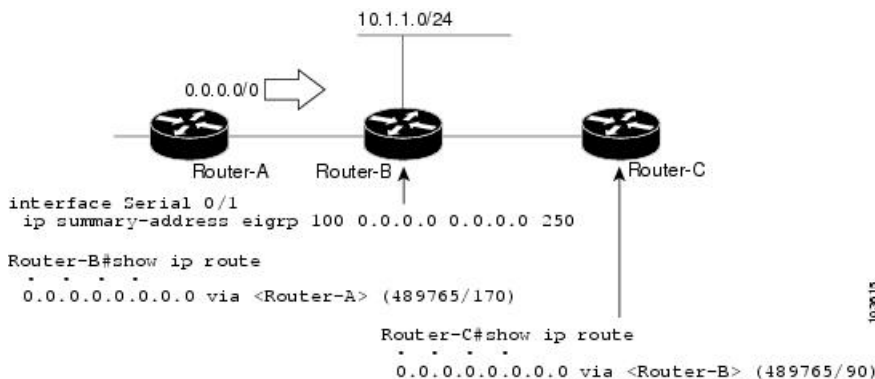 10.1.1.0/24
0.0.0.0/0
Router-A
Router-B
Router-C
interface Serial 0/1
ip summary-address eigrp 100 0.0.0.0 0.0.0.0 250
Router-B#show ip route
. . . .
0.0.0.0.0.0.0.0 via <Router-A> (489765/170)
Router-C#show ip route
. . . .
0.0.0.0.0.0.0.0 via <Router-B> (489765/90)
103615